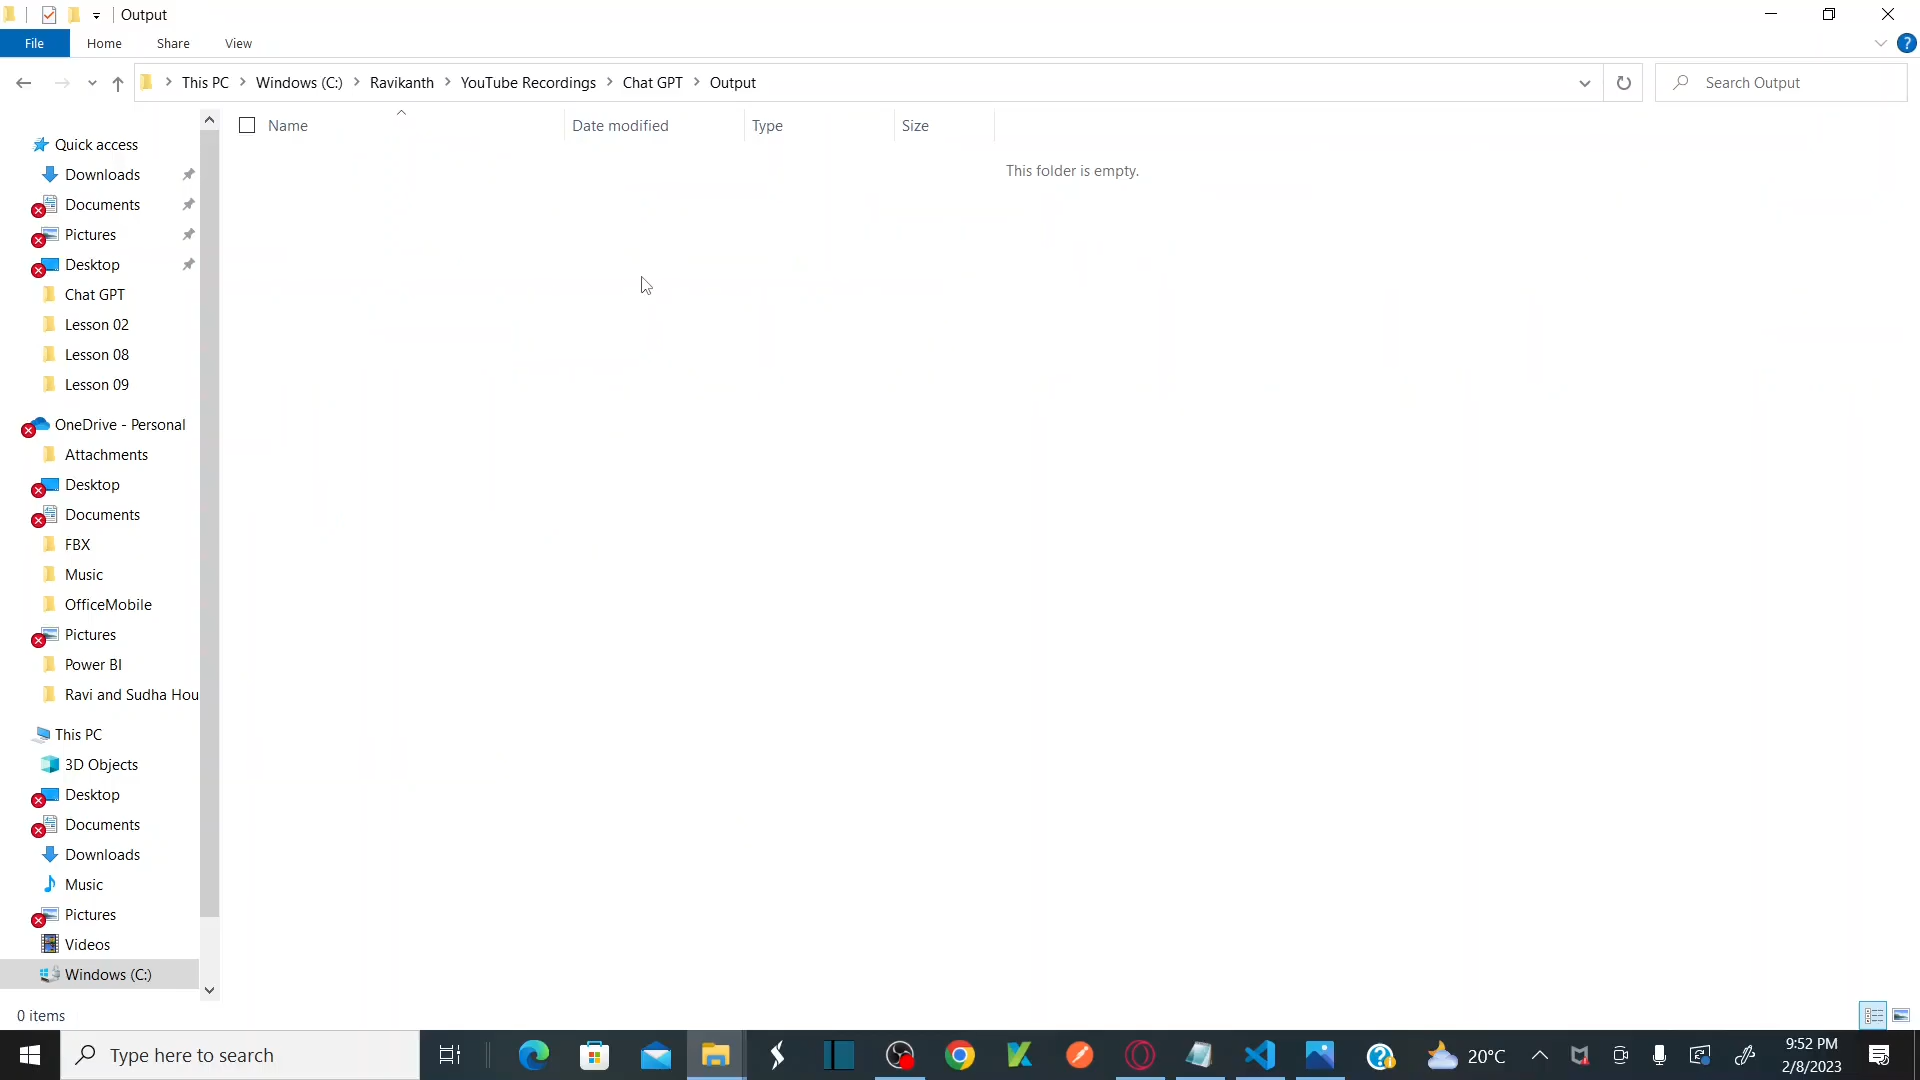 Output
File Home Share View
This PC Windows (C:) Ravikanth YouTube Recordings Chat GPT Output
Search Output
Name Date modified Type Size
This folder is empty.
Quick access
Downloads
Documents
Pictures
Desktop
Chat GPT
Lesson 02
Lesson 08
Lesson 09
OneDrive - Personal
Attachments
Desktop
Documents
FBX
Music
OfficeMobile
Pictures
Power BI
Ravi and Sudha Hou
This PC
3D Objects
Desktop
Documents
Downloads
Music
Pictures
Videos
Windows (C:)
0 items
Type here to search
20°C
9:52 PM
2/8/2023